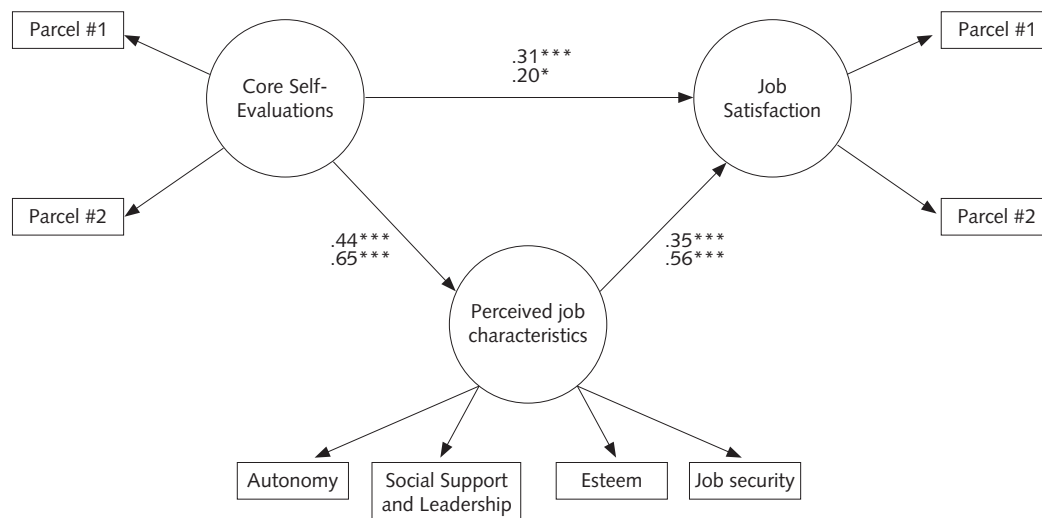 Parcel #1
Core Self-
Evaluations
Parcel #2
.31***
.20*
Job
Satisfaction
Parcel #1
Parcel #2
.44***
.65***
.35***
.56***
Perceived job
characteristics
Autonomy
Social Support
and Leadership
Esteem
Job security